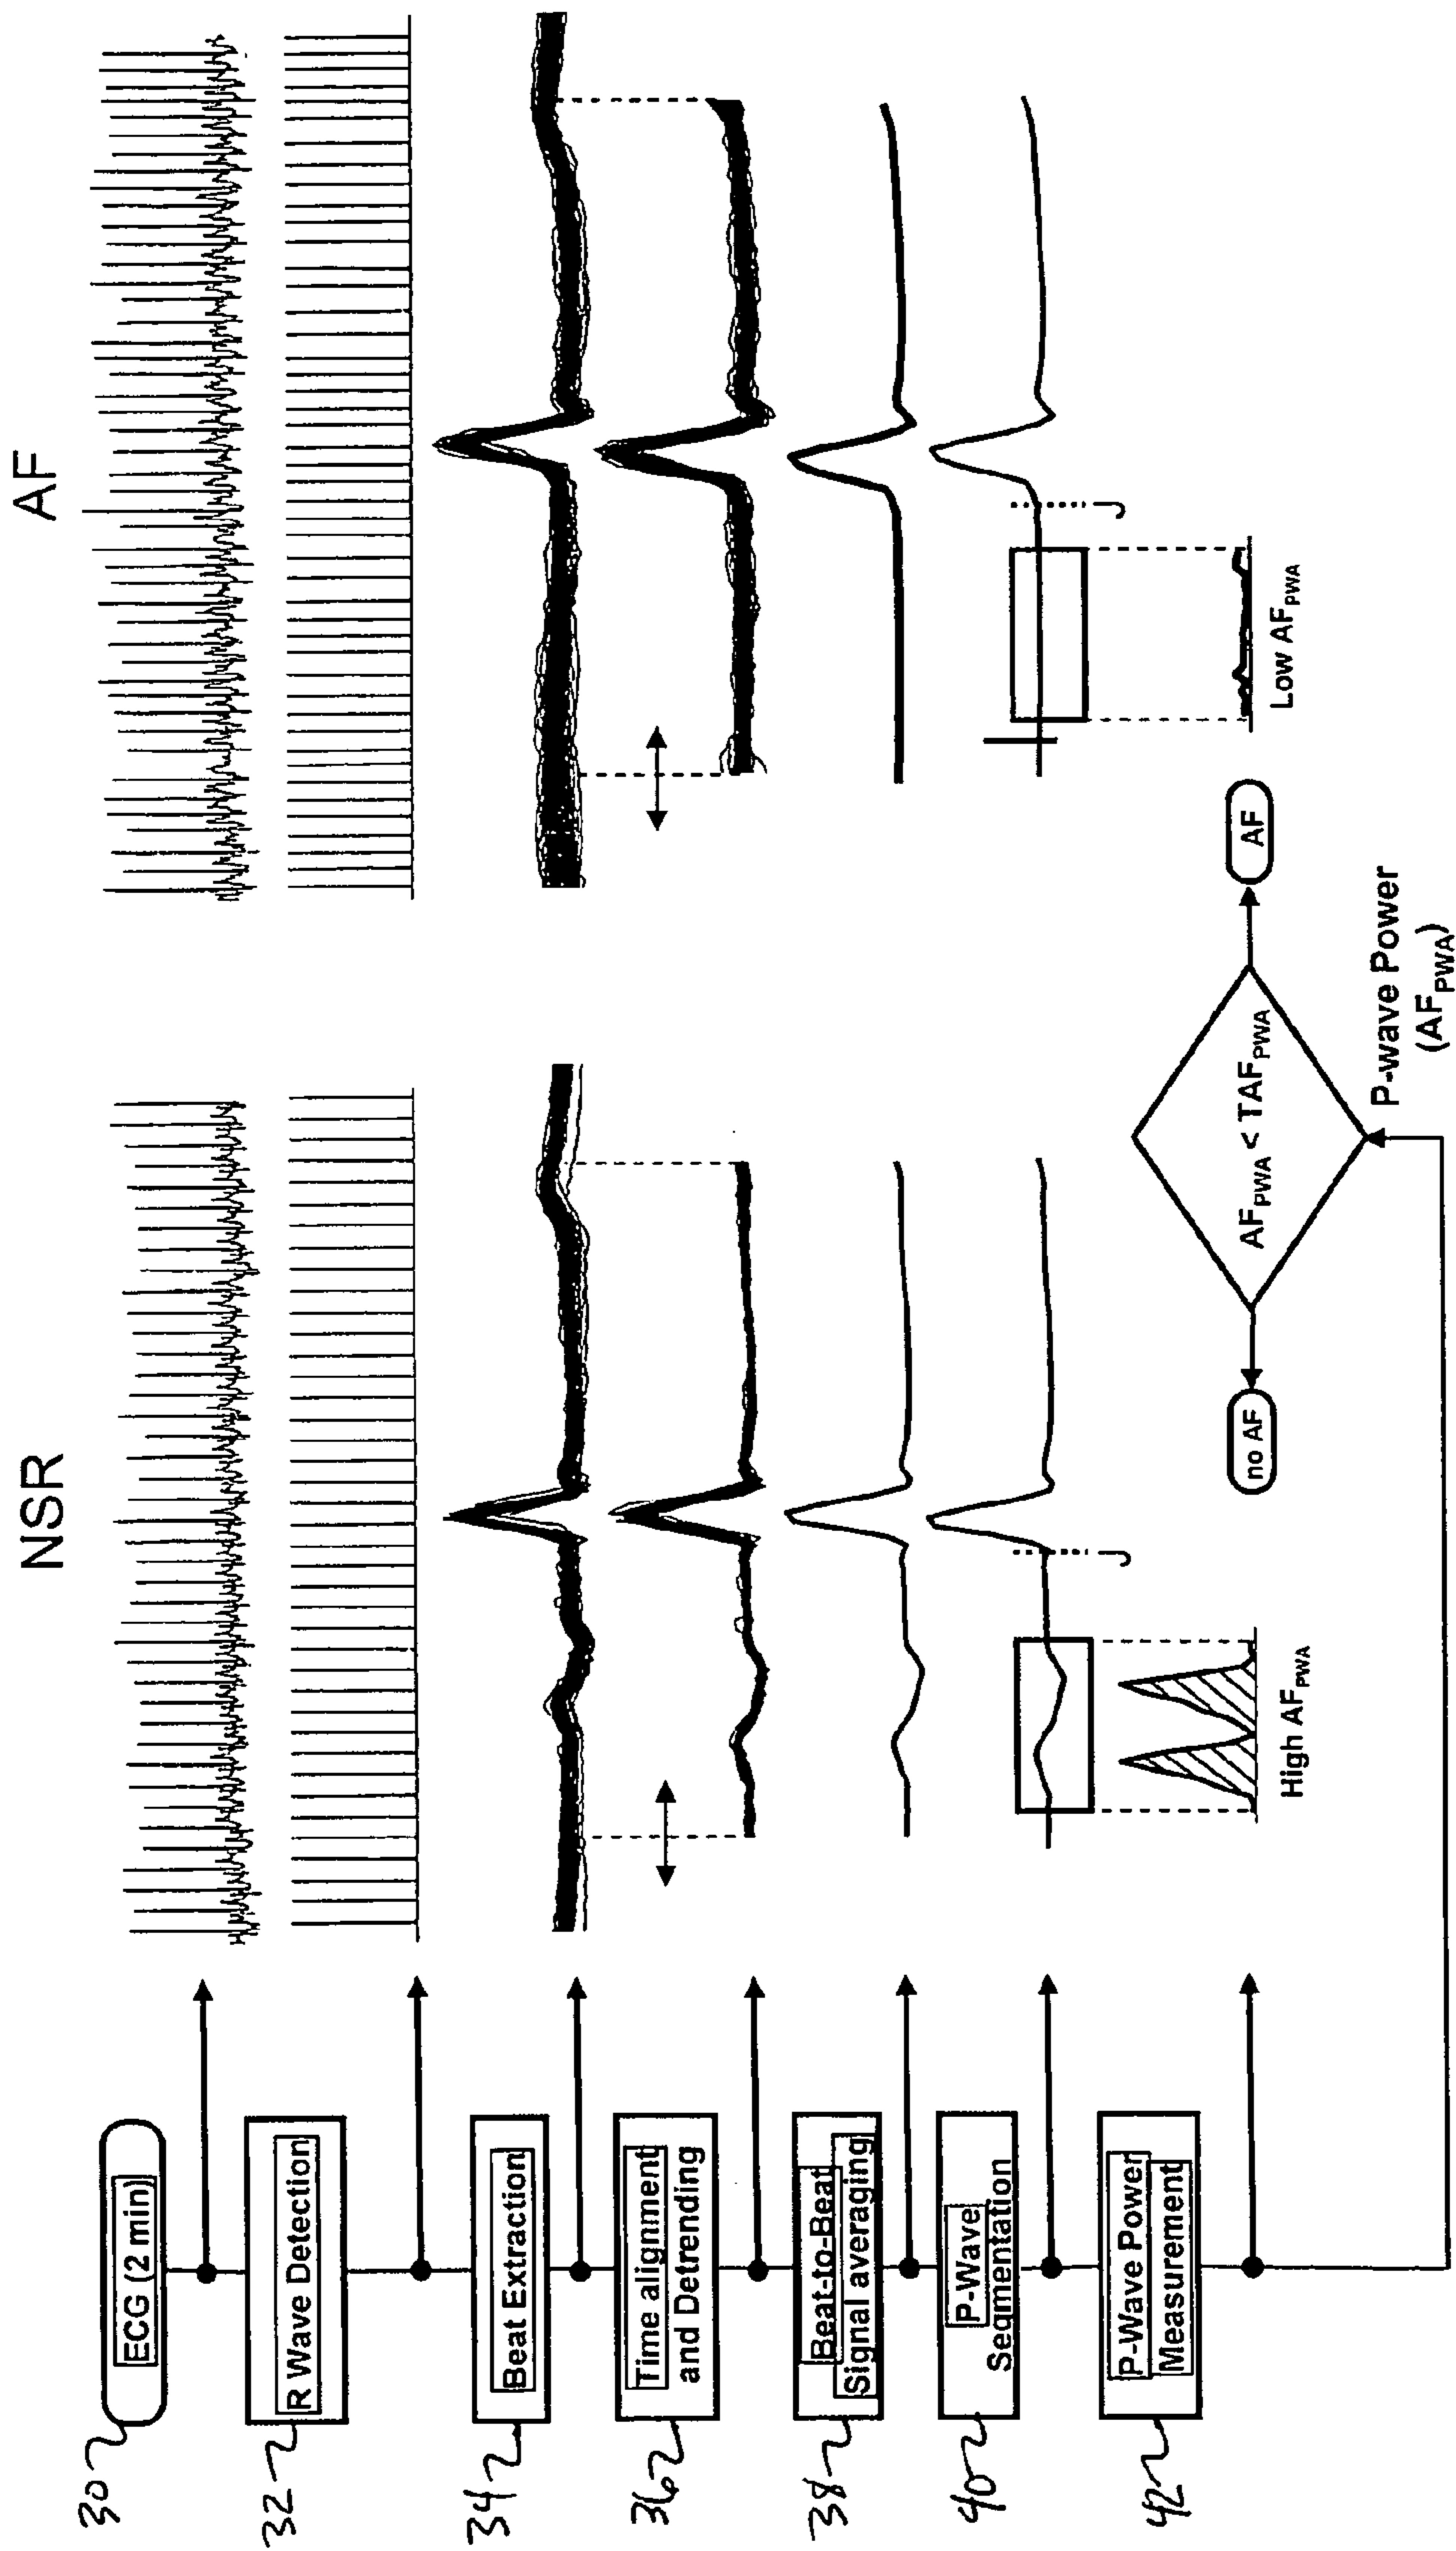 NSR
AF
30
ECG (2 min)
32
R Wave Detection
34
Beat Extraction
36
Time alignment
and Detrending
38
Beat-to-Beat
Signal averaging
40
P-Wave
Segmentation
42
P-Wave Power
Measurement
J
J
High AFPWA
Low AFPWA
no AF
AFPWA < TAFPWA
AF
P-wave Power
(AFPWA)